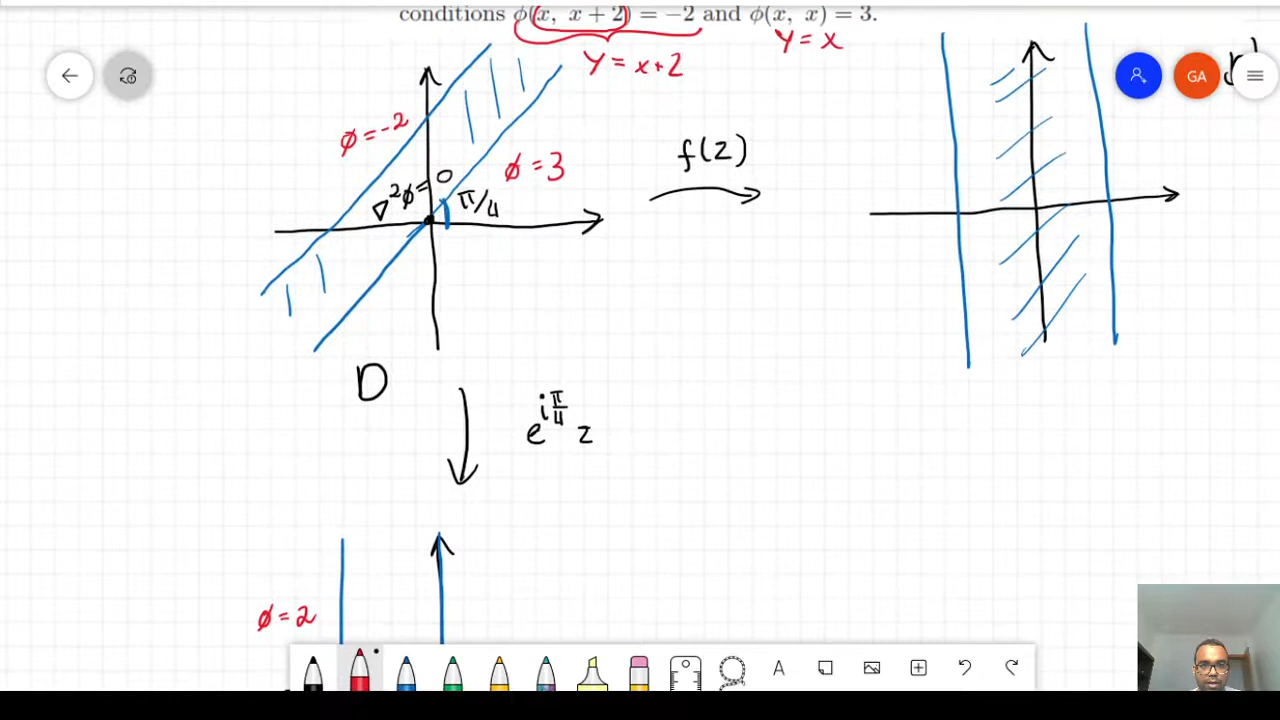 conditions ϕ(x, x + 2) = −2 and ϕ(x, x) = 3.
y = x+2
y = x
ϕ = -2
ϕ = 3
∇²ϕ = 0
π/4
f(z)
D
e^{iπ/4} z
ϕ = 2
GA
A